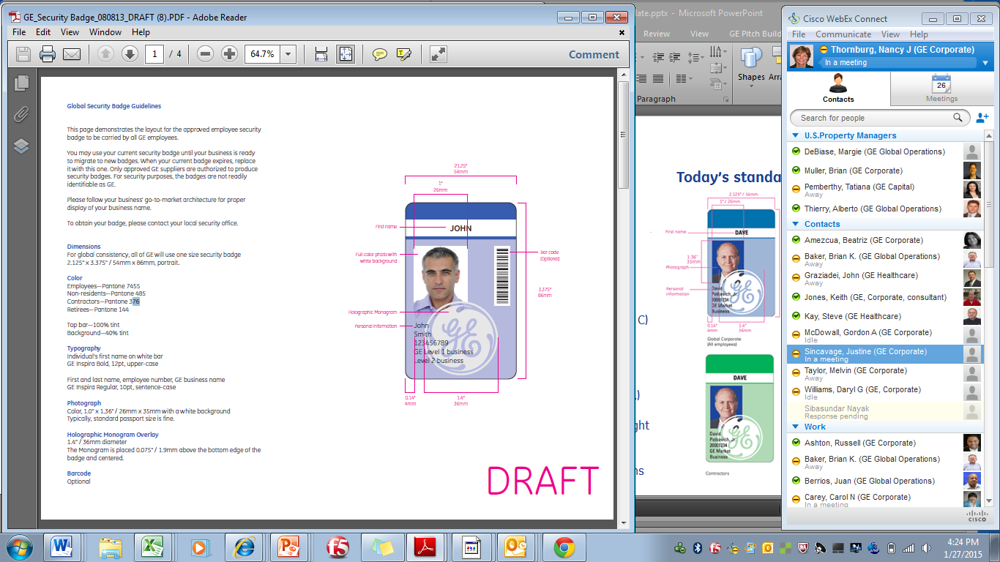 GE_Security Badge_080813_DRAFT (8).PDF - Adobe Reader
File Edit View Window Help
1 / 4
64.7%
Comment
Global Security Badge Guidelines
This page demonstrates the layout for the approved employee security
badge to be carried by all GE employees.
You may use your current security badge until your business is ready
to migrate to new badges. When your current badge expires, replace
it with this one. Only approved GE suppliers are authorized to produce
security badges. For security purposes, the badges are not readily
identifiable as GE.
Please follow your business' go-to-market architecture for proper
display of your business name.
To obtain your badge, please contact your local security office.
Dimensions
For global consistency, all of GE will use one size security badge
2.125" x 3.375" / 54mm x 86mm, portrait.
Color
Employees—Pantone 7455
Non-residents—Pantone 485
Contractors—Pantone 376
Retirees—Pantone 144
Top bar—100% tint
Background—40% tint
Typography
Individual's first name on white bar
GE Inspira Bold, 12pt, upper-case
First and last name, employee number, GE business name
GE Inspira Regular, 10pt, sentence-case
Photograph
Color, 1.0" x 1.36" / 26mm x 35mm with a white background
Typically, standard passport size is fine.
Holographic Monogram Overlay
1.4" / 36mm diameter
The Monogram is placed 0.075" / 1.9mm above the bottom edge of the
badge and centered.
Barcode
Optional
21.25"
54mm
1"
26mm
First name
JOHN
Full-color photo with
white background
Bar code
(Optional)
3.375"
86mm
Holographic Monogram
Personal information
John
Smith
123456789
GE Level 1 business
Level 2 business
GE
0.14"
4mm
1.4"
36mm
DRAFT
late.pptx - Microsoft PowerPoint
Review View GE Pitch Build
Shapes Arra
Paragraph
Today's standa
2.125" / 54mm
1" / 26mm
First name
DAVE
1.36"
35mm
Photograph
Personal
information
David
Petkevich, Jr.
20001234
GE Market
Business
GE
0.14"
4mm
1.4"
36mm
Global Corporate
(All employees)
C)
DAVE
David
Petkevich, Jr.
20001234
GE Market
Business
GE
Contractors
.)
ght
ns
Cisco WebEx Connect
File Communicate View Help
Thornburg, Nancy J (GE Corporate)
In a meeting
Contacts
26
Meetings
Search for people
U.S.Property Managers
DeBiase, Margie (GE Global Operations)
Muller, Brian (GE Corporate)
Pemberthy, Tatiana (GE Capital)
Away
Thierry, Alberto (GE Global Operations)
Contacts
Amezcua, Beatriz (GE Corporate)
Baker, Brian K. (GE Global Operations)
Away
Graziadei, John (GE Healthcare)
Away
Jones, Keith (GE, Corporate, consultant)
Kay, Steve (GE Healthcare)
McDowall, Gordon A (GE Corporate)
Idle
Sincavage, Justine (GE Corporate)
In a meeting
Taylor, Melvin (GE Corporate)
Away
Williams, Daryl G (GE, Corporate)
Idle
Sibasundar Nayak
Response pending
Work
Ashton, Russell (GE Corporate)
Baker, Brian K. (GE Global Operations)
Away
Berrios, Juan (GE Global Operations)
Carey, Carol N (GE Corporate)
In a meeting
CISCO
4:24 PM
1/27/2015